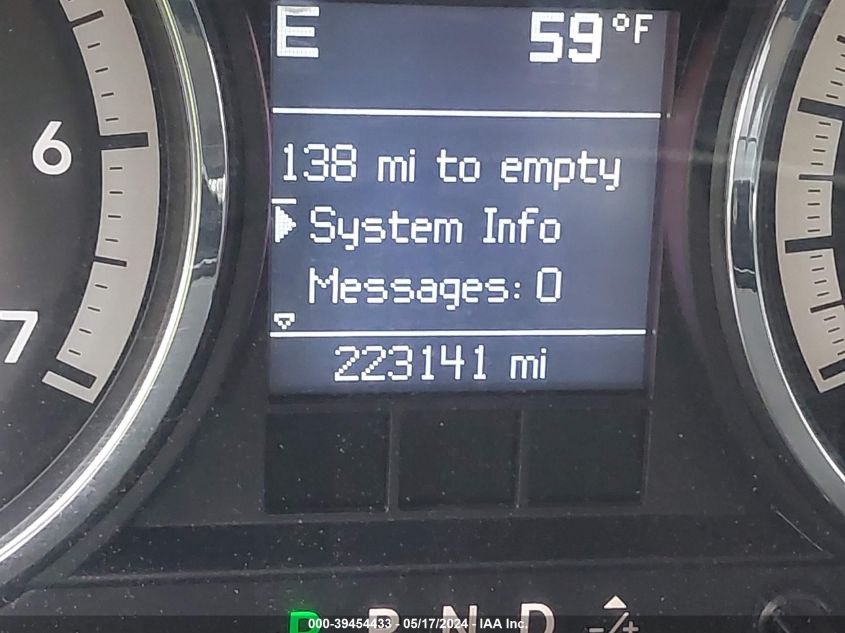 E 59°F
6
138 mi to empty
System Info
Messages: 0
7
223141 mi
P R N D -/+
000-39454433 - 05/17/2024 - IAA Inc.